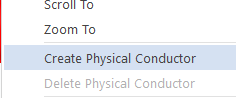 Scroll To
Zoom To
Create Physical Conductor
Delete Physical Conductor